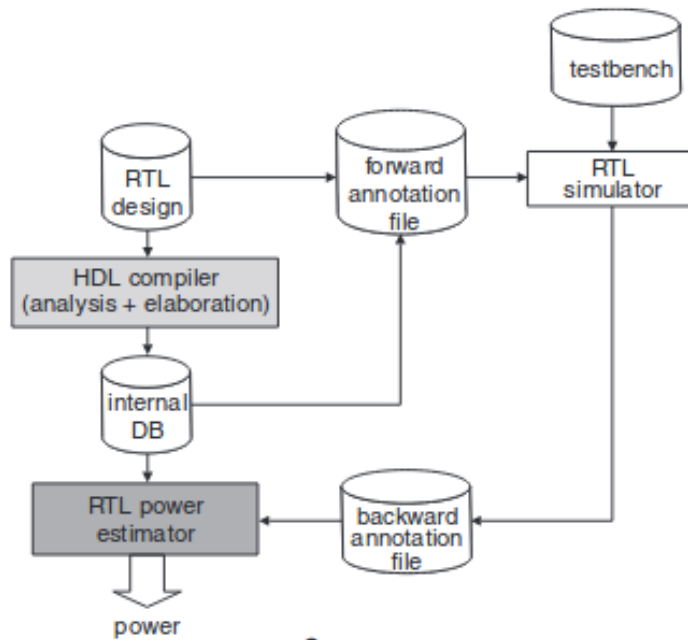 testbench
RTL
design
forward
annotation
file
RTL
simulator
HDL compiler
(analysis + elaboration)
internal
DB
RTL power
estimator
backward
annotation
file
power